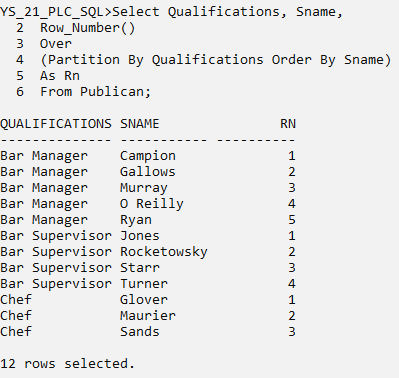 YS_21_PLC_SQL>Select Qualifications, Sname,
  2  Row_Number()
  3  Over
  4  (Partition By Qualifications Order By Sname)
  5  As Rn
  6  From Publican;

QUALIFICATIONS SNAME               RN
-------------- ----------- ----------
Bar Manager    Campion              1
Bar Manager    Gallows              2
Bar Manager    Murray               3
Bar Manager    O Reilly             4
Bar Manager    Ryan                 5
Bar Supervisor Jones                1
Bar Supervisor Rocketowsky          2
Bar Supervisor Starr                3
Bar Supervisor Turner               4
Chef           Glover               1
Chef           Maurier              2
Chef           Sands                3

12 rows selected.